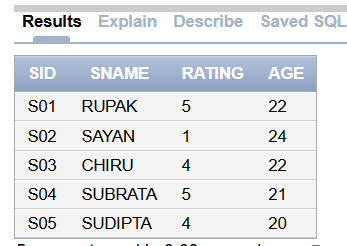 Results Explain Describe Saved SQL
SID SNAME RATING AGE
S01 RUPAK 5 22
S02 SAYAN 1 24
S03 CHIRU 4 22
S04 SUBRATA 5 21
S05 SUDIPTA 4 20